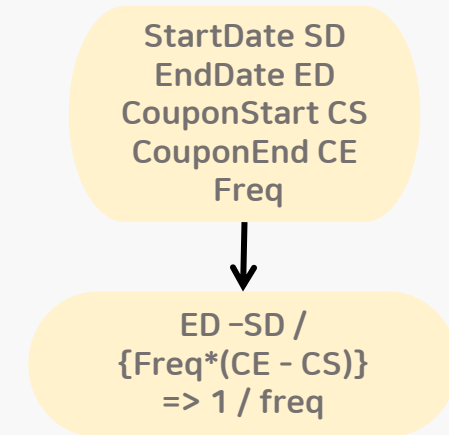 StartDate SD
EndDate ED
CouponStart CS
CouponEnd CE
Freq
ED –SD /
{Freq*(CE - CS)}
=> 1 / freq